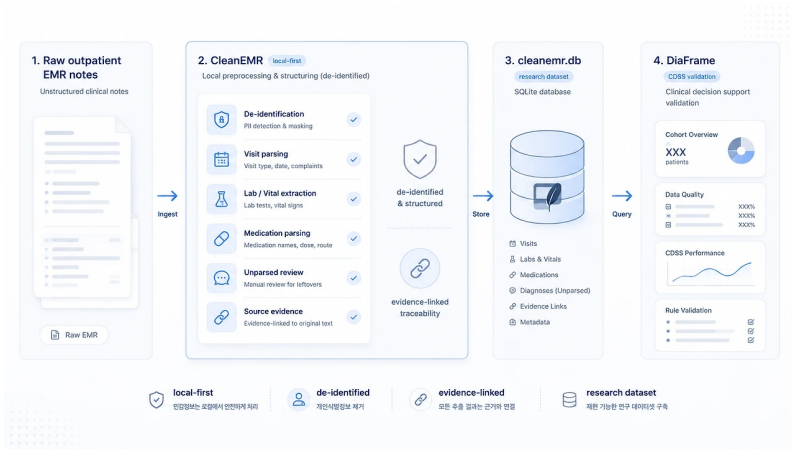 1. Raw outpatient
EMR notes
Unstructured clinical notes
Raw EMR
Ingest
2. CleanEMR
local-first
Local preprocessing & structuring (de-identified)
De-identification
PII detection & masking
Visit parsing
Visit type, date, complaints
Lab / Vital extraction
Lab tests, vital signs
Medication parsing
Medication names, dose, route
Unparsed review
Manual review for leftovers
Source evidence
Evidence-linked to original text
de-identified
& structured
evidence-linked
traceability
Store
3. cleanemr.db
research dataset
SQLite database
Visits
Labs & Vitals
Medications
Diagnoses (Unparsed)
Evidence Links
Metadata
Query
4. DiaFrame
CDSS validation
Clinical decision support
validation
Cohort Overview
XXX
patients
Data Quality
XXX%
XXX%
XXX%
CDSS Performance
Rule Validation
local-first
민감정보는 로컬에서 안전하게 처리
de-identified
개인식별정보 제거
evidence-linked
모든 추출 결과는 근거와 연결
research dataset
재현 가능한 연구 데이터셋 구축